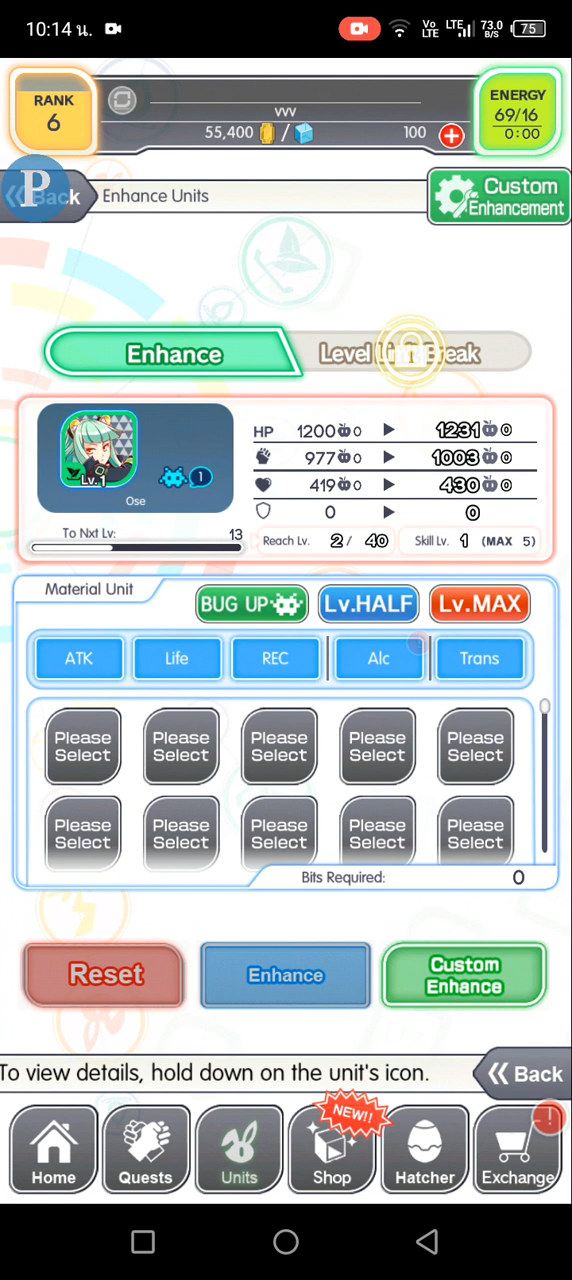 10:14 น.
Vo LTE
LTE
73.0 B/S
75
RANK
6
VVV
55,400 / 100
ENERGY
69/16
0:00
P
Back
Enhance Units
Custom
Enhancement
Enhance
Level Limit Break
HP 1200 0 1231 0
977 0 1003 0
419 0 430 0
0 0
Lv.1
1
Ose
To Nxt Lv: 13
Reach Lv. 2 / 40
Skill Lv. 1 (MAX 5)
Material Unit
BUG UP
Lv.HALF
Lv.MAX
ATK
Life
REC
Alc
Trans
Please Select
Please Select
Please Select
Please Select
Please Select
Please Select
Please Select
Please Select
Please Select
Please Select
Bits Required: 0
Reset
Enhance
Custom
Enhance
To view details, hold down on the unit's icon.
Back
NEW!!
!
Home
Quests
Units
Shop
Hatcher
Exchange